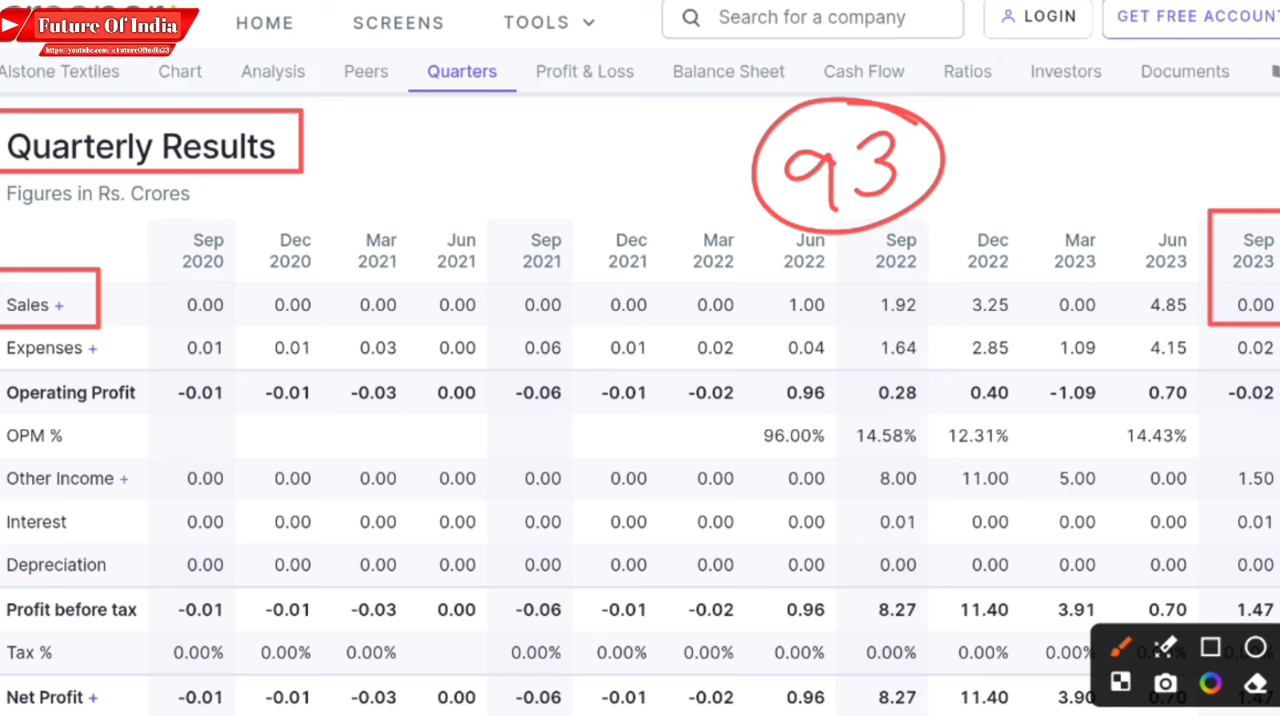 Future Of India
https://youtube.com/@FutureOfIndia23
HOME SCREENS TOOLS Search for a company LOGIN GET FREE ACCOUNT
Alstone Textiles Chart Analysis Peers Quarters Profit & Loss Balance Sheet Cash Flow Ratios Investors Documents
Quarterly Results
93
Figures in Rs. Crores
Sep 2020 Dec 2020 Mar 2021 Jun 2021 Sep 2021 Dec 2021 Mar 2022 Jun 2022 Sep 2022 Dec 2022 Mar 2023 Jun 2023 Sep 2023
Sales + 0.00 0.00 0.00 0.00 0.00 0.00 0.00 1.00 1.92 3.25 0.00 4.85 0.00
Expenses + 0.01 0.01 0.03 0.00 0.06 0.01 0.02 0.04 1.64 2.85 1.09 4.15 0.02
Operating Profit -0.01 -0.01 -0.03 0.00 -0.06 -0.01 -0.02 0.96 0.28 0.40 -1.09 0.70 -0.02
OPM % 96.00% 14.58% 12.31% 14.43%
Other Income + 0.00 0.00 0.00 0.00 0.00 0.00 0.00 0.00 8.00 11.00 5.00 0.00 1.50
Interest 0.00 0.00 0.00 0.00 0.00 0.00 0.00 0.00 0.01 0.00 0.00 0.00 0.01
Depreciation 0.00 0.00 0.00 0.00 0.00 0.00 0.00 0.00 0.00 0.00 0.00 0.00 0.00
Profit before tax -0.01 -0.01 -0.03 0.00 -0.06 -0.01 -0.02 0.96 8.27 11.40 3.91 0.70 1.47
Tax % 0.00% 0.00% 0.00% 0.00% 0.00% 0.00% 0.00% 0.00% 0.00% 0.00%
Net Profit + -0.01 -0.01 -0.03 0.00 -0.06 -0.01 -0.02 0.96 8.27 11.40 3.90 0.70 1.47